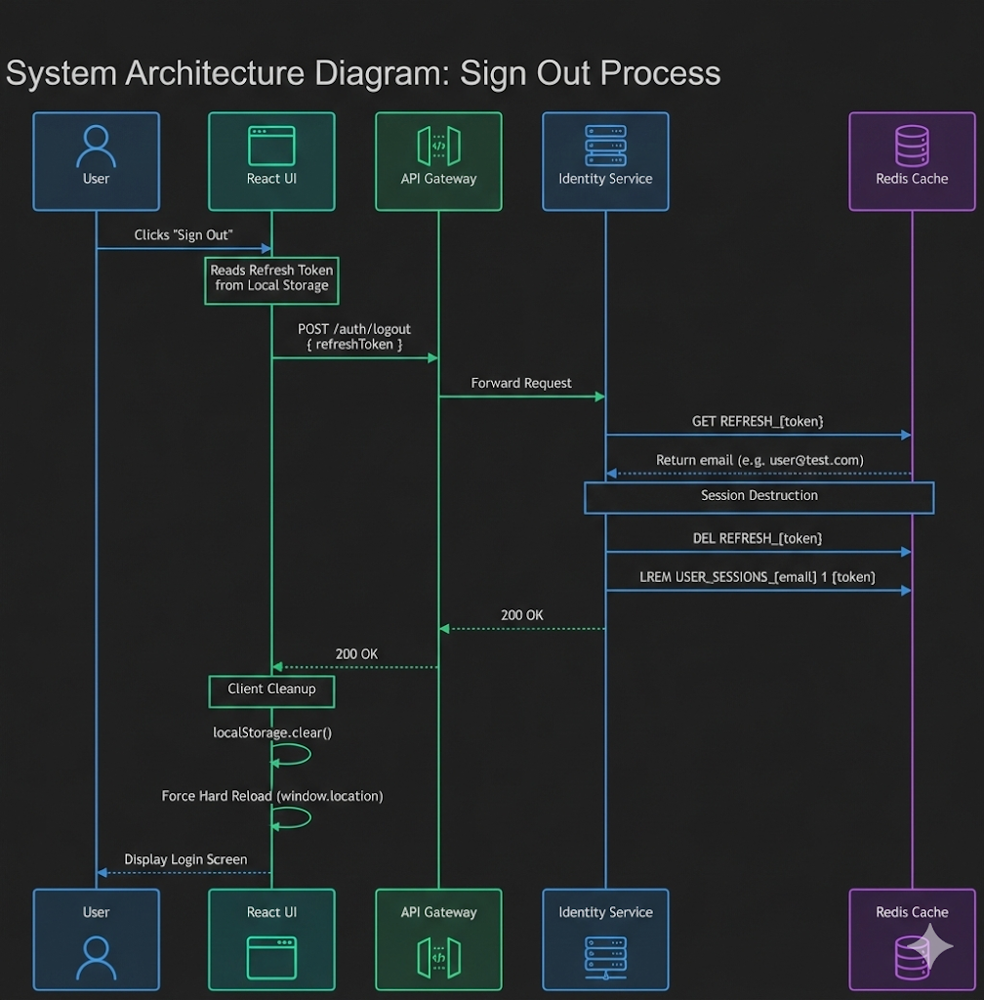 System Architecture Diagram: Sign Out Process
User
React UI
API Gateway
Identity Service
Redis Cache
Clicks "Sign Out"
Reads Refresh Token
from Local Storage
POST /auth/logout
{ refreshToken }
Forward Request
GET REFRESH_[token}
Return email (e.g. user@test.com)
Session Destruction
DEL REFRESH_[token}
LREM USER_SESSIONS_[email] 1 [token}
200 OK
200 OK
Client Cleanup
localStorage.clear()
Force Hard Reload (window.location)
Display Login Screen
User
React UI
API Gateway
Identity Service
Redis Cache